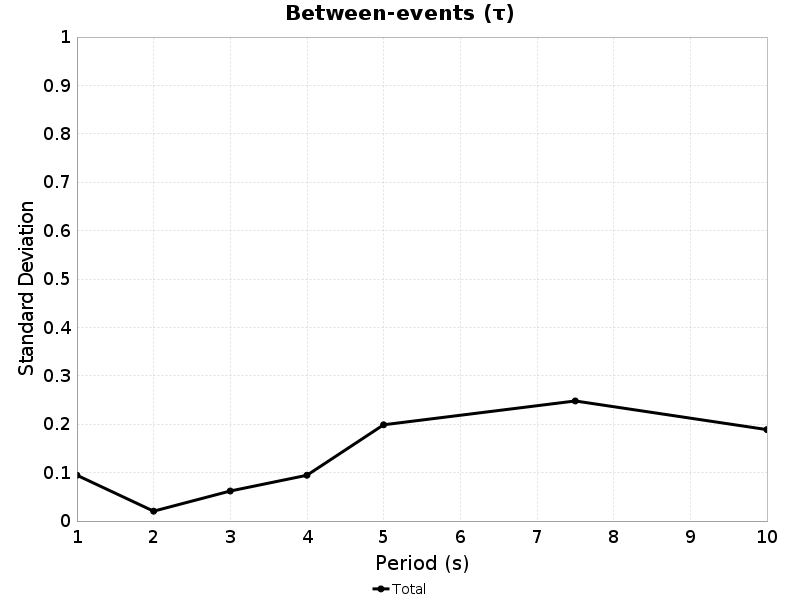 Between-events (τ)
1
0.9
0.8
0.7
0.6
0.5
0.4
0.3
0.2
0.1
0
Standard Deviation
1 2 3 4 5 6 7 8 9 10
Period (s)
Total